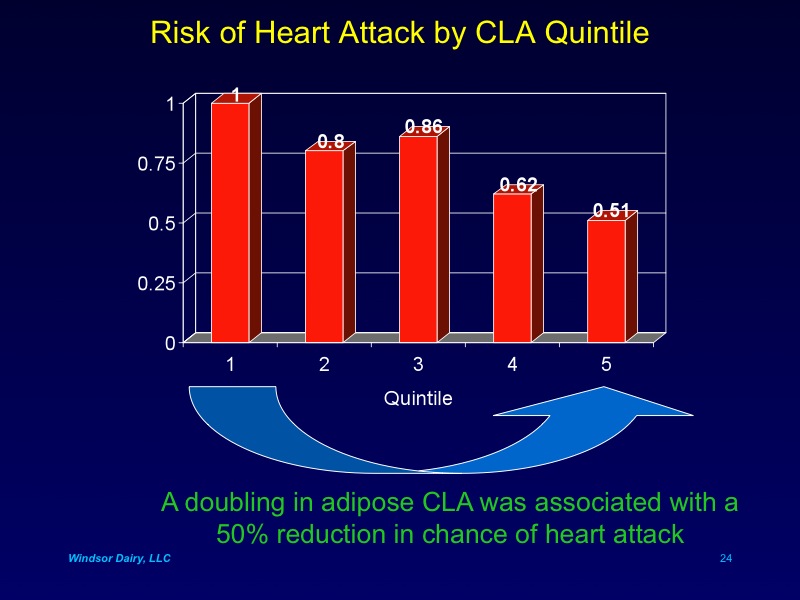 Risk of Heart Attack by CLA Quintile
1
0.86
0.8
0.62
0.51
1
0.75
0.5
0.25
0
1 2 3 4 5
Quintile
A doubling in adipose CLA was associated with a
50% reduction in chance of heart attack
Windsor Dairy, LLC 24